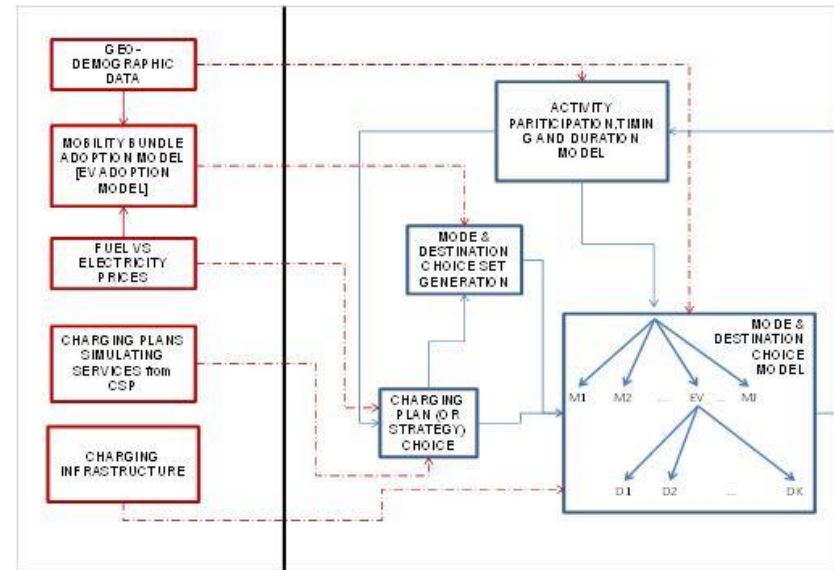 GEO-
DEMOGRAPHIC
DATA
MOBILITY BUNDLE
ADOPTION MODEL
[EV ADOPTION
MODEL]
FUEL VS
ELECTRICITY
PRICES
CHARGING PLANS
SIMULATING
SERVICES from
CSP
CHARGING
INFRASTRUCTURE
ACTIVITY
PARITICIPATION,TIMIN
G AND DURATION
MODEL
MODE &
DESTINATION
CHOICE SET
GENERATION
CHARGING
PLAN (OR
STRATEGY)
CHOICE
MODE &
DESTINATION
CHOICE
MODEL
M1 M2 .... EV ... MJ
D1 D2 ... DK